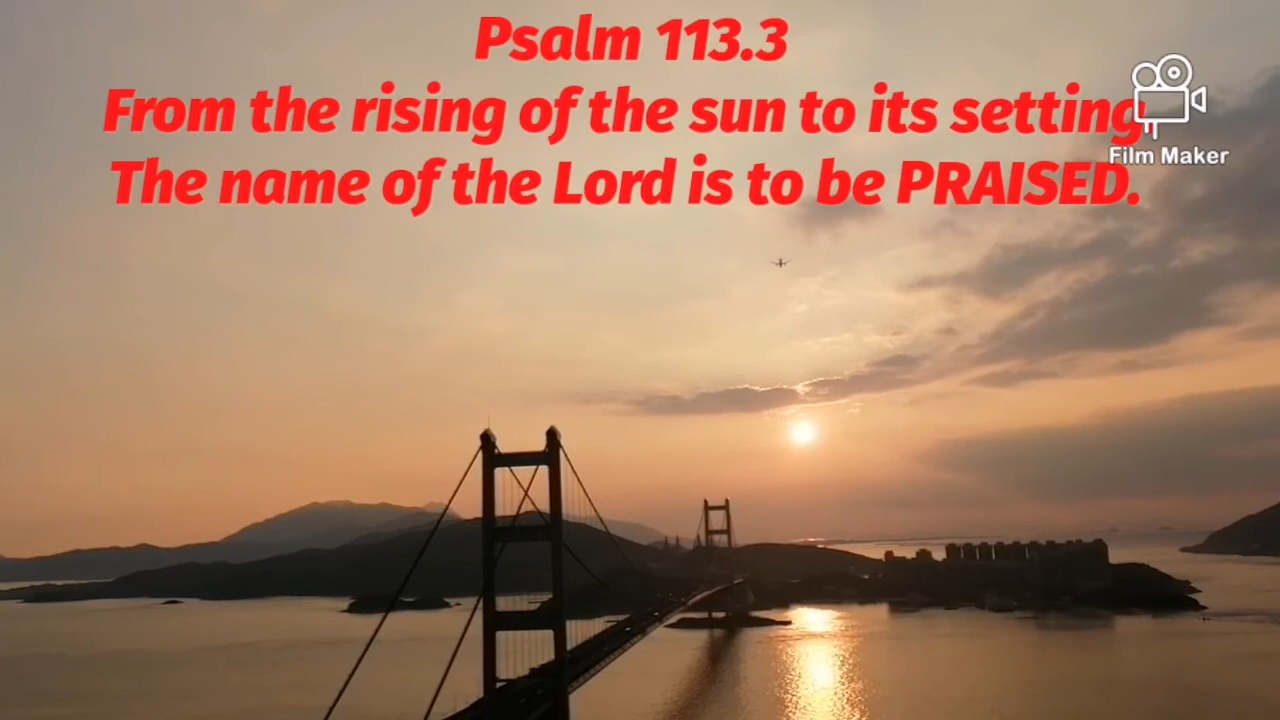 Psalm 113.3
From the rising of the sun to its setting
The name of the Lord is to be PRAISED.
Film Maker